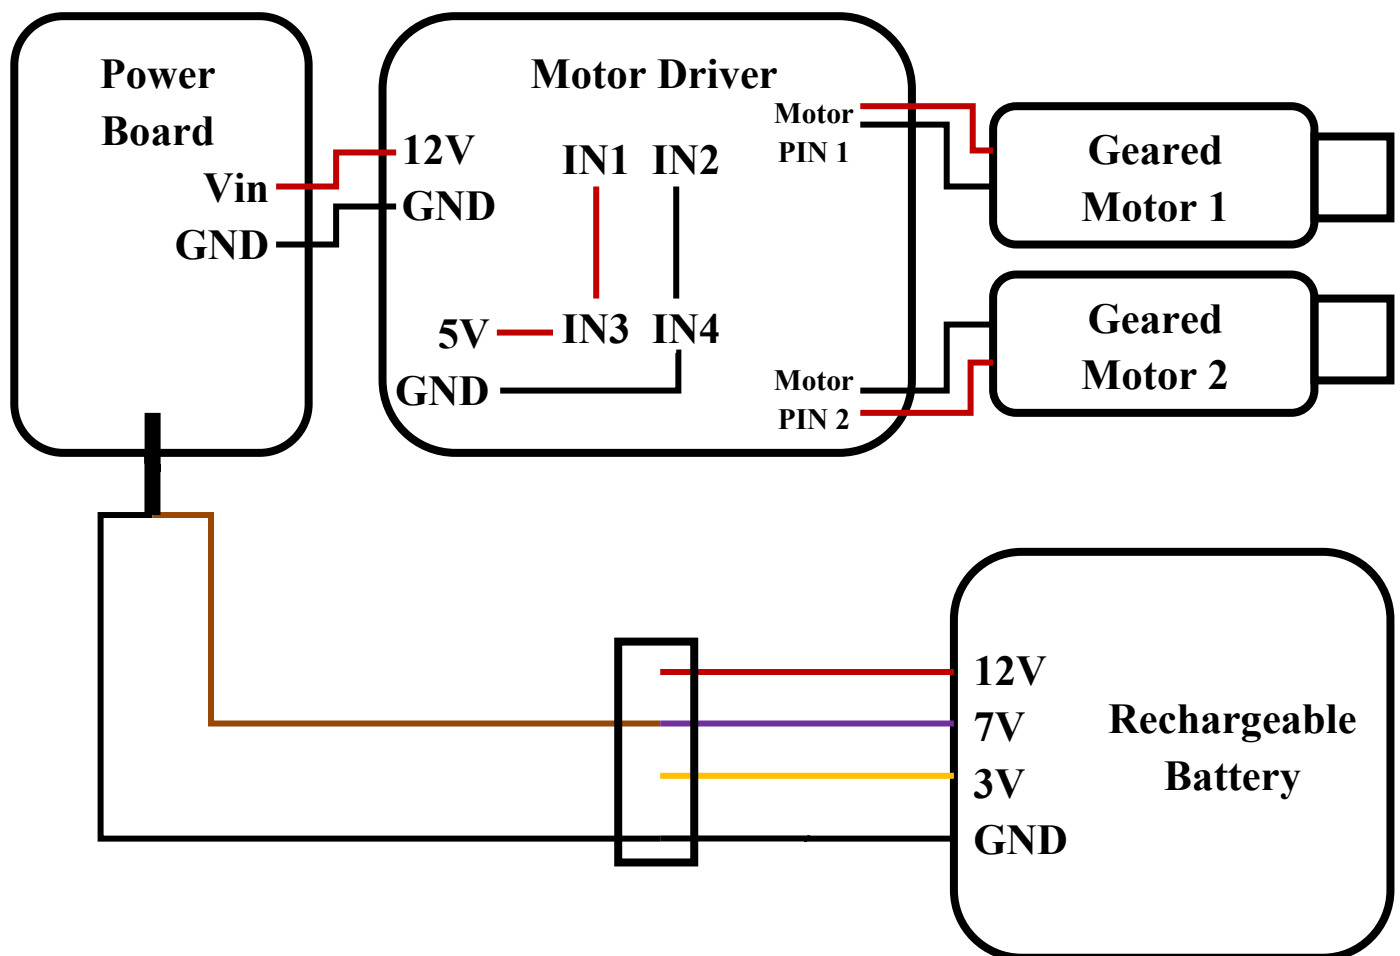 Power
Board
Vin
GND
Motor Driver
12V
GND
IN1 IN2
5V IN3 IN4
GND
Motor
PIN 1
Motor
PIN 2
Geared
Motor 1
Geared
Motor 2
12V
7V
3V
GND
Rechargeable
Battery